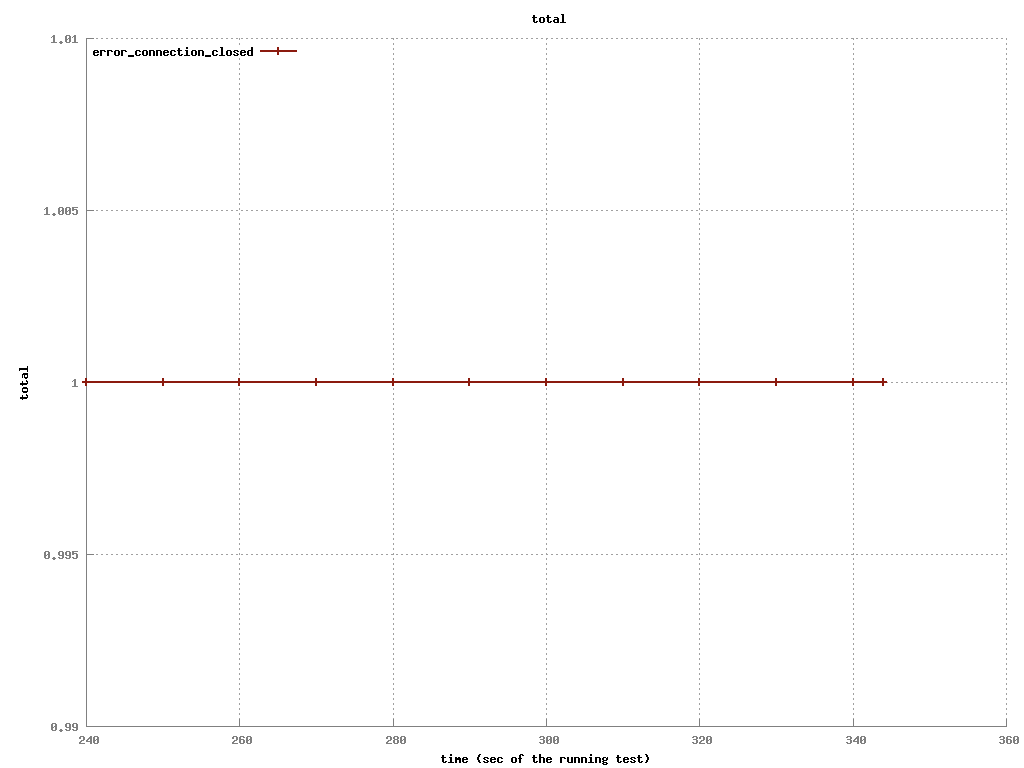 total
1.01
error_connection_closed
1.005
total
1
0.995
0.99
240 260 280 300 320 340 360
time (sec of the running test)